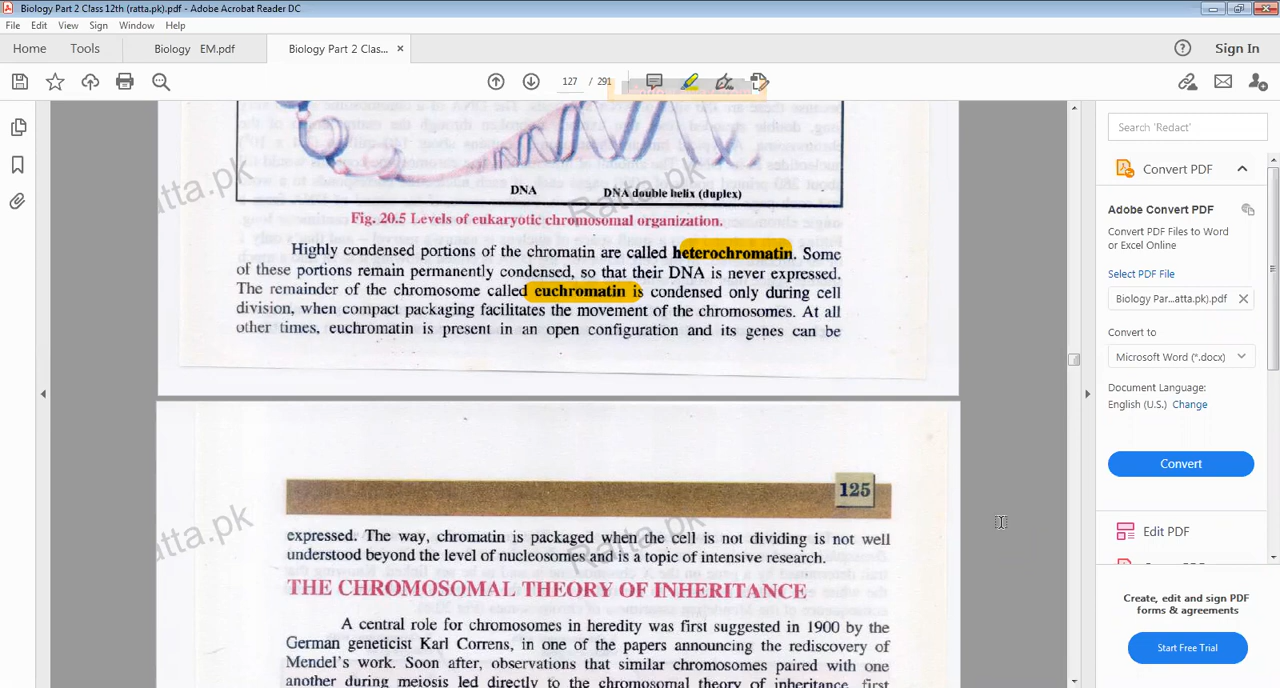 Biology Part 2 Class 12th (ratta.pk).pdf - Adobe Acrobat Reader DC
File Edit View Sign Window Help
Home Tools Biology EM.pdf Biology Part 2 Clas... × Sign In
127 / 291
Search 'Redact'
Convert PDF
Adobe Convert PDF
Convert PDF Files to Word
or Excel Online
Select PDF File
Biology Par...atta.pk).pdf
Convert to
Microsoft Word (*.docx)
Document Language:
English (U.S.) Change
Convert
Edit PDF
Create, edit and sign PDF
forms & agreements
Start Free Trial
DNA DNA double helix (duplex)
Fig. 20.5 Levels of eukaryotic chromosomal organization.
Highly condensed portions of the chromatin are called heterochromatin. Some
of these portions remain permanently condensed, so that their DNA is never expressed.
The remainder of the chromosome called euchromatin is condensed only during cell
division, when compact packaging facilitates the movement of the chromosomes. At all
other times, euchromatin is present in an open configuration and its genes can be
Ratta.pk
Ratta.pk
125
expressed. The way, chromatin is packaged when the cell is not dividing is not well
understood beyond the level of nucleosomes and is a topic of intensive research.
THE CHROMOSOMAL THEORY OF INHERITANCE
A central role for chromosomes in heredity was first suggested in 1900 by the
German geneticist Karl Correns, in one of the papers announcing the rediscovery of
Mendel's work. Soon after, observations that similar chromosomes paired with one
another during meiosis led directly to the chromosomal theory of inheritance, first
Ratta.pk
Ratta.pk